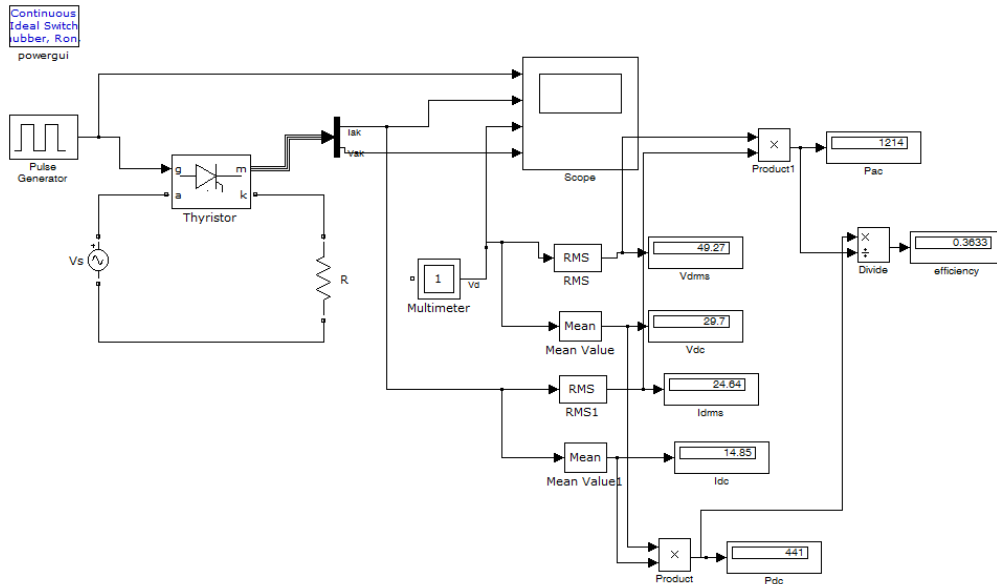 Continuous
Ideal Switch
ubber, Ron
powergui
Pulse
Generator
g
m
a
k
Thyristor
Iak
Vak
Scope
Vs
R
1
Vd
Multimeter
RMS
RMS
Mean
Mean Value
RMS
RMS1
Mean
Mean Value1
49.27
Vdrms
29.7
Vdc
24.64
Idrms
14.85
Idc
×
Product1
1214
Pac
×
÷
Divide
0.3633
efficiency
×
Product
441
Pdc